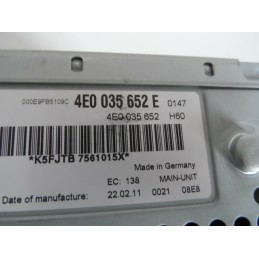 000E9FB5109C 4E0 035 652 E 0147
4E0 035 652 H60
*K5FJTB 7561015X*
Made in Germany
EC: 138 MAIN-UNIT
Date of manufacture: 22.02.11 0021 08E8